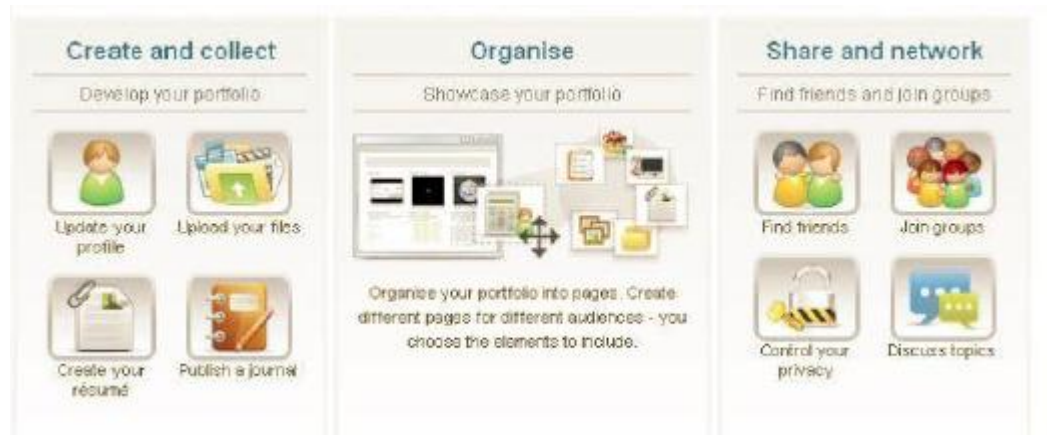 Create and collect
Develop your portfolio
Update your
profile
Upload your files
Create your
résumé
Publish a journal
Organise
Showcase your portfolio
Organise your portfolio into pages. Create
different pages for different audiences - you
choose the elements to include.
Share and network
Find friends and join groups
Find friends
Join groups
Control your
privacy
Discuss topics